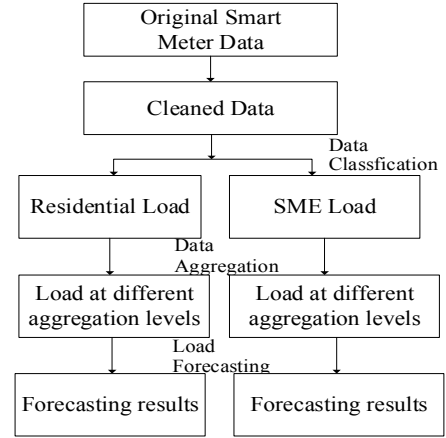 Original Smart
Meter Data
Cleaned Data
Data
Classfication
Residential Load
SME Load
Data
Aggregation
Load at different
aggregation levels
Load at different
aggregation levels
Load
Forecasting
Forecasting results
Forecasting results